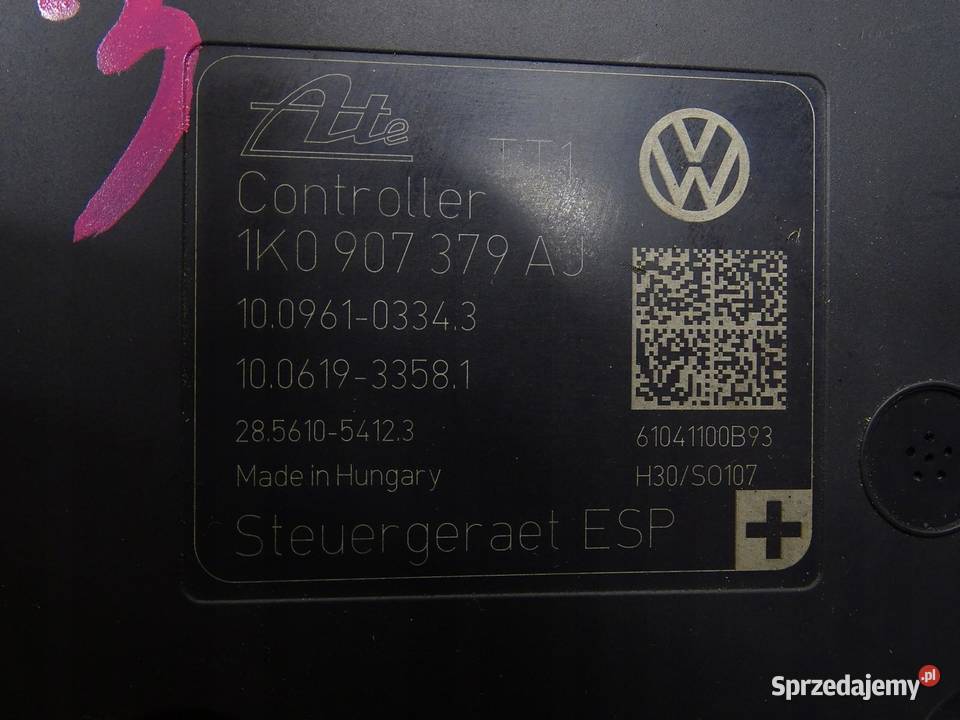 Ate
TT1
Controller
1K0 907 379 AJ
10.0961-0334.3
10.0619-3358.1
28.5610-5412.3
61041100B93
Made in Hungary
H30/SO107
Steuergeraet ESP
Sprzedajemy.pl